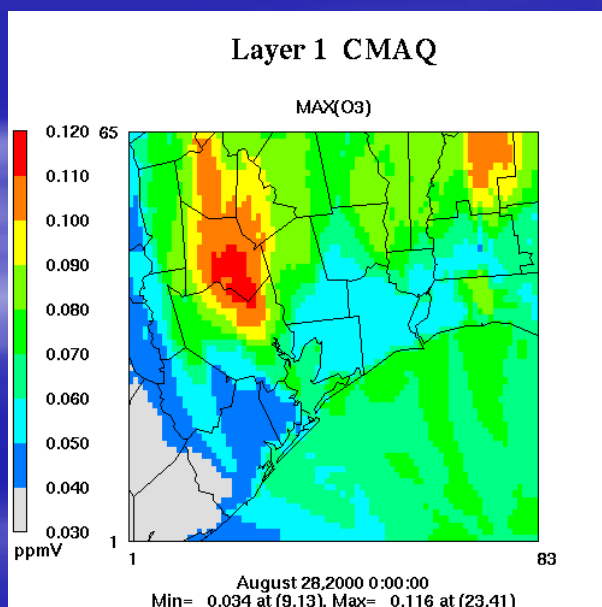 Layer 1 CMAQ
MAX(O3)
0.120
0.110
0.100
0.090
0.080
0.070
0.060
0.050
0.040
0.030
ppmV
65
1
1
83
August 28,2000 0:00:00
Min= 0.034 at (9,13), Max= 0.116 at (23,41)